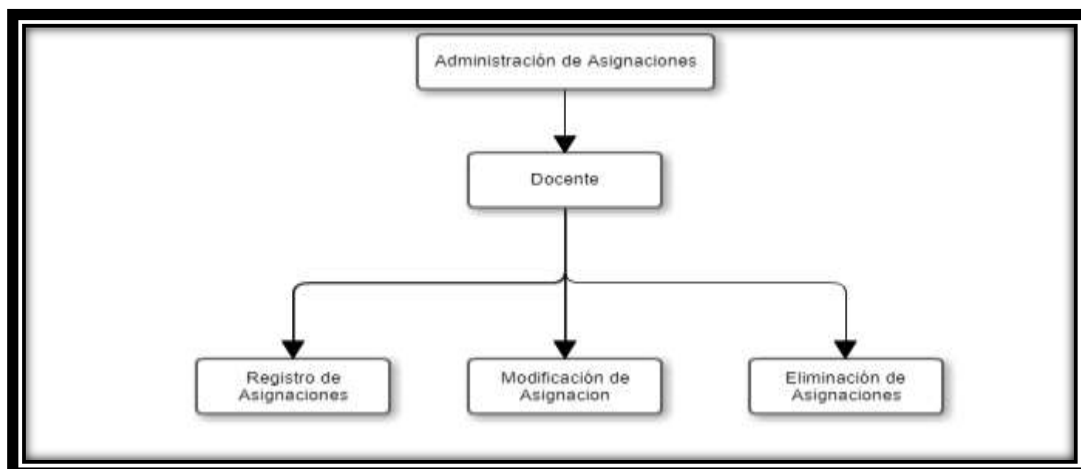 Administración de Asignaciones
Docente
Registro de
Asignaciones
Modificación de
Asignacion
Eliminación de
Asignaciones